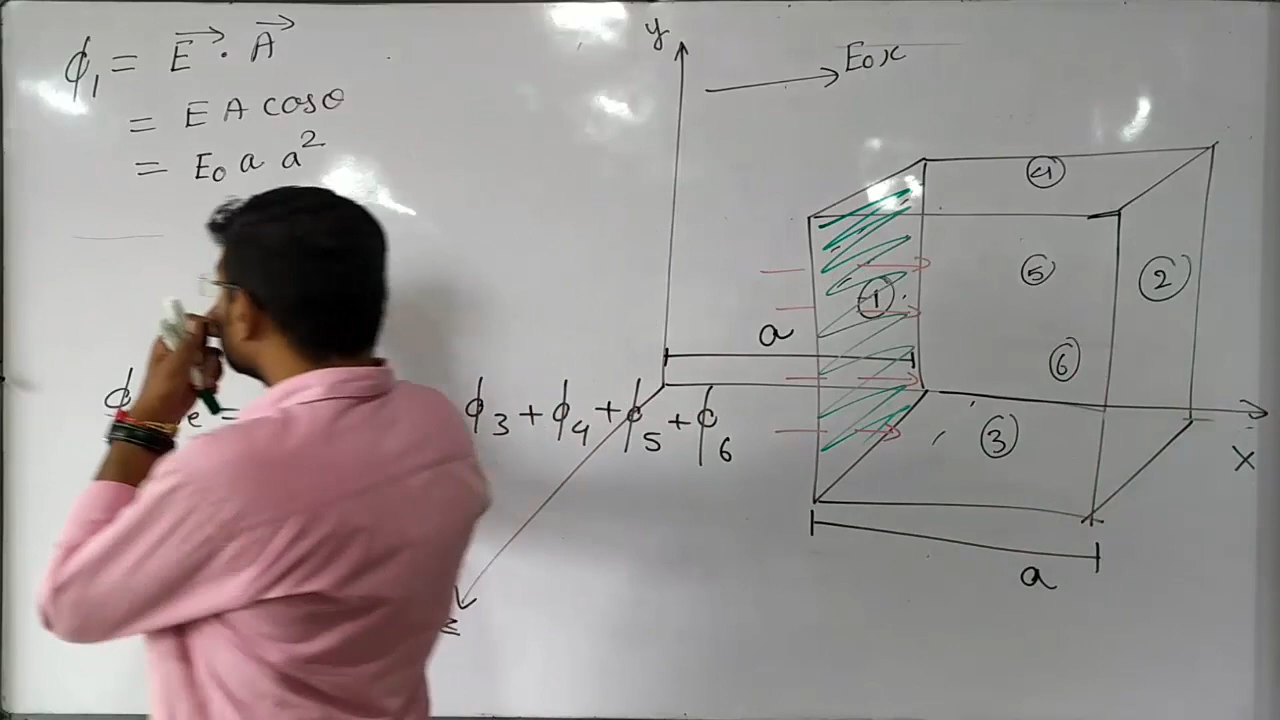 ϕ₁ = E⃗ · A⃗
= E A cosθ
= E₀ a a²
ϕ e = ϕ₃ + ϕ₄ + ϕ₅ + ϕ₆
y
E₀x
④
⑤
②
①
a
⑥
③
x
a
z